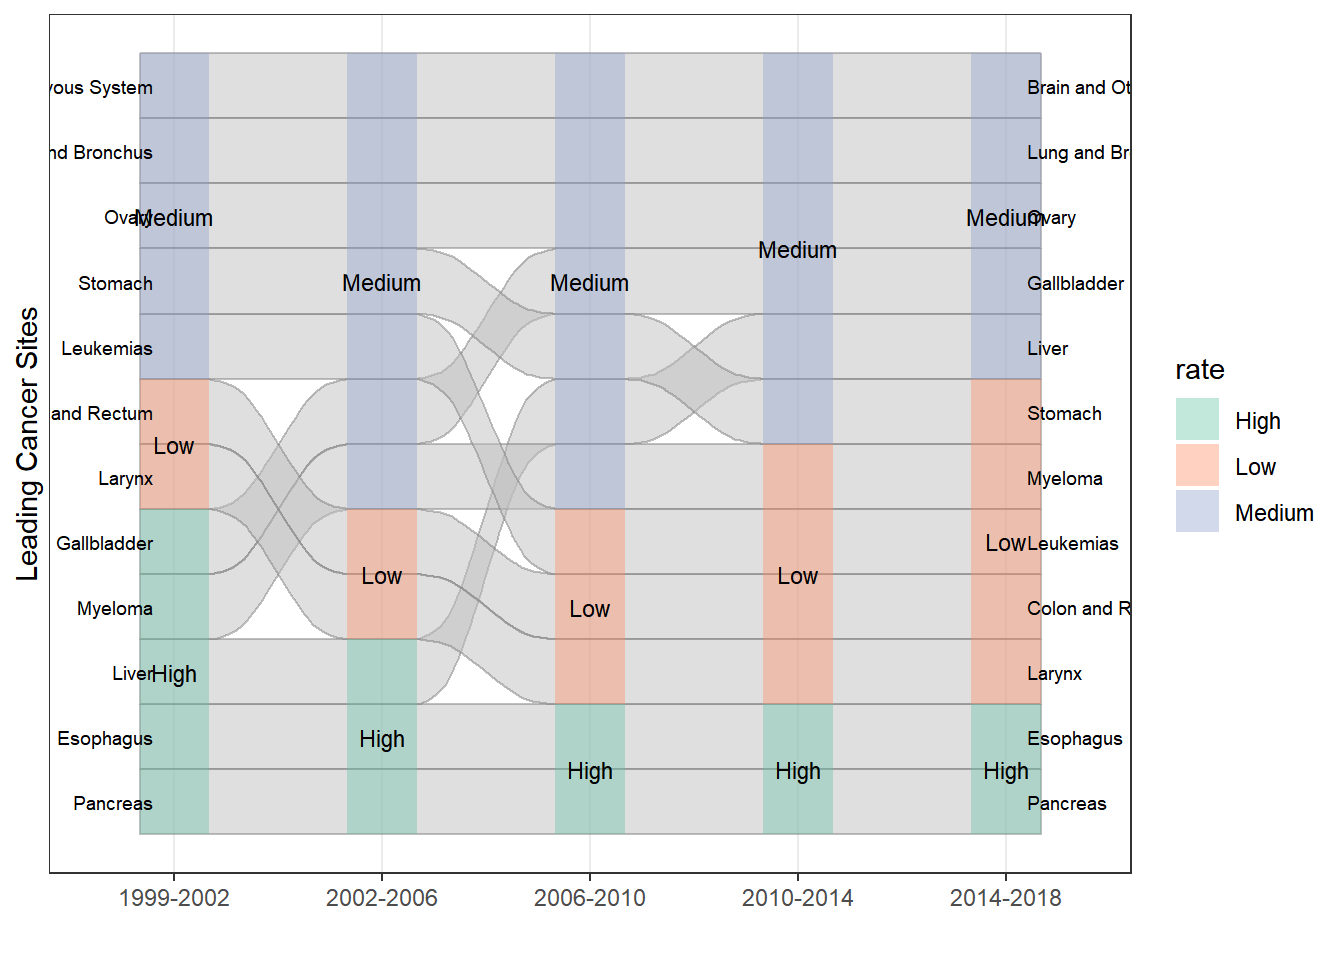 Leading Cancer Sites
vous System
nd Bronchus
Ovary
Stomach
Leukemias
and Rectum
Larynx
Gallbladder
Myeloma
Liver
Esophagus
Pancreas
Medium
Low
High
Medium
Low
High
Medium
Low
High
Medium
Low
High
Medium
Low
High
Brain and Ot
Lung and Br
Ovary
Gallbladder
Liver
Stomach
Myeloma
Leukemias
Colon and R
Larynx
Esophagus
Pancreas
1999-2002
2002-2006
2006-2010
2010-2014
2014-2018
rate
High
Low
Medium